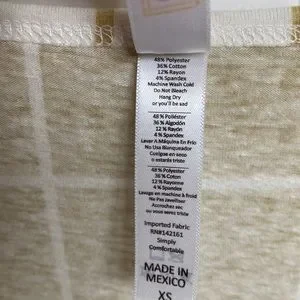 48% Polyester
36% Cotton
12% Rayon
4% Spandex
Machine Wash Cold
Do Not Bleach
Hang Dry
or you'll be sad
48% Poliéster
36% Algodón
12% Rayón
4% Spandex
Lavar A Máquina En Frío
No Usa Blanqueador
Cuelgue en seco
o estarás triste
48% Polyester
36% Coton
12% Rayonne
4% Spandex
Lavage en machine à froid
Ne Pas Javelliser
Accrochez sec
ou vous serez triste
Imported Fabric
RN#142161
Simply
Comfortable
MADE IN
MEXICO
XS